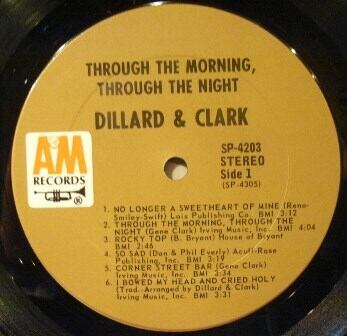 THROUGH THE MORNING,
THROUGH THE NIGHT
DILLARD & CLARK
AM
RECORDS
®
SP-4203
STEREO
Side 1
(SP-4305)
1. NO LONGER A SWEETHEART OF MINE (Reno-
Smiley-Swift) Lois Publishing Co. BMI 3:12
2. THROUGH THE MORNING, THROUGH THE
NIGHT (Gene Clark) Irving Music, Inc. BMI 4:04
3. ROCKY TOP (B. Bryant) House of Bryant
BMI
4. SO SAD (Don & Phil Everly) Acuff-Rose
Publishing, Inc. BMI 3:19
5. CORNER STREET BAR (Gene Clark)
Irving Music, Inc. BMI 3:34
6. I BOWED MY HEAD AND CRIED HOLY
(Trad. Arranged by Dillard & Clark)
Irving Music, Inc. BMI 3:31